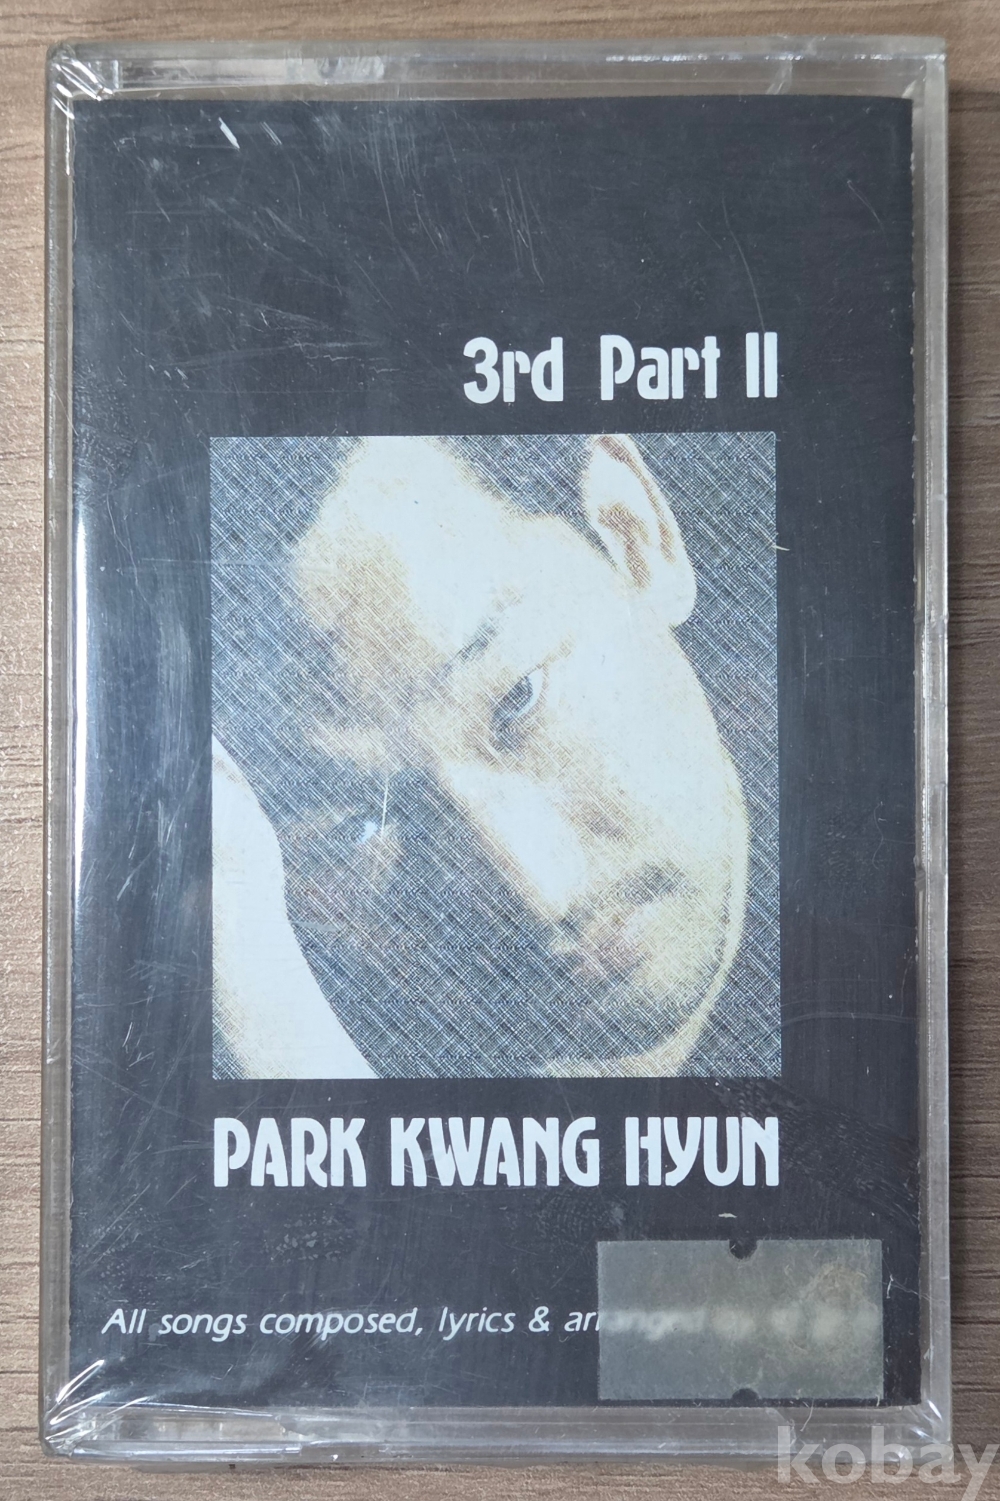 3rd Part II
PARK KWANG HYUN
All songs composed, lyrics & arranged
kobay